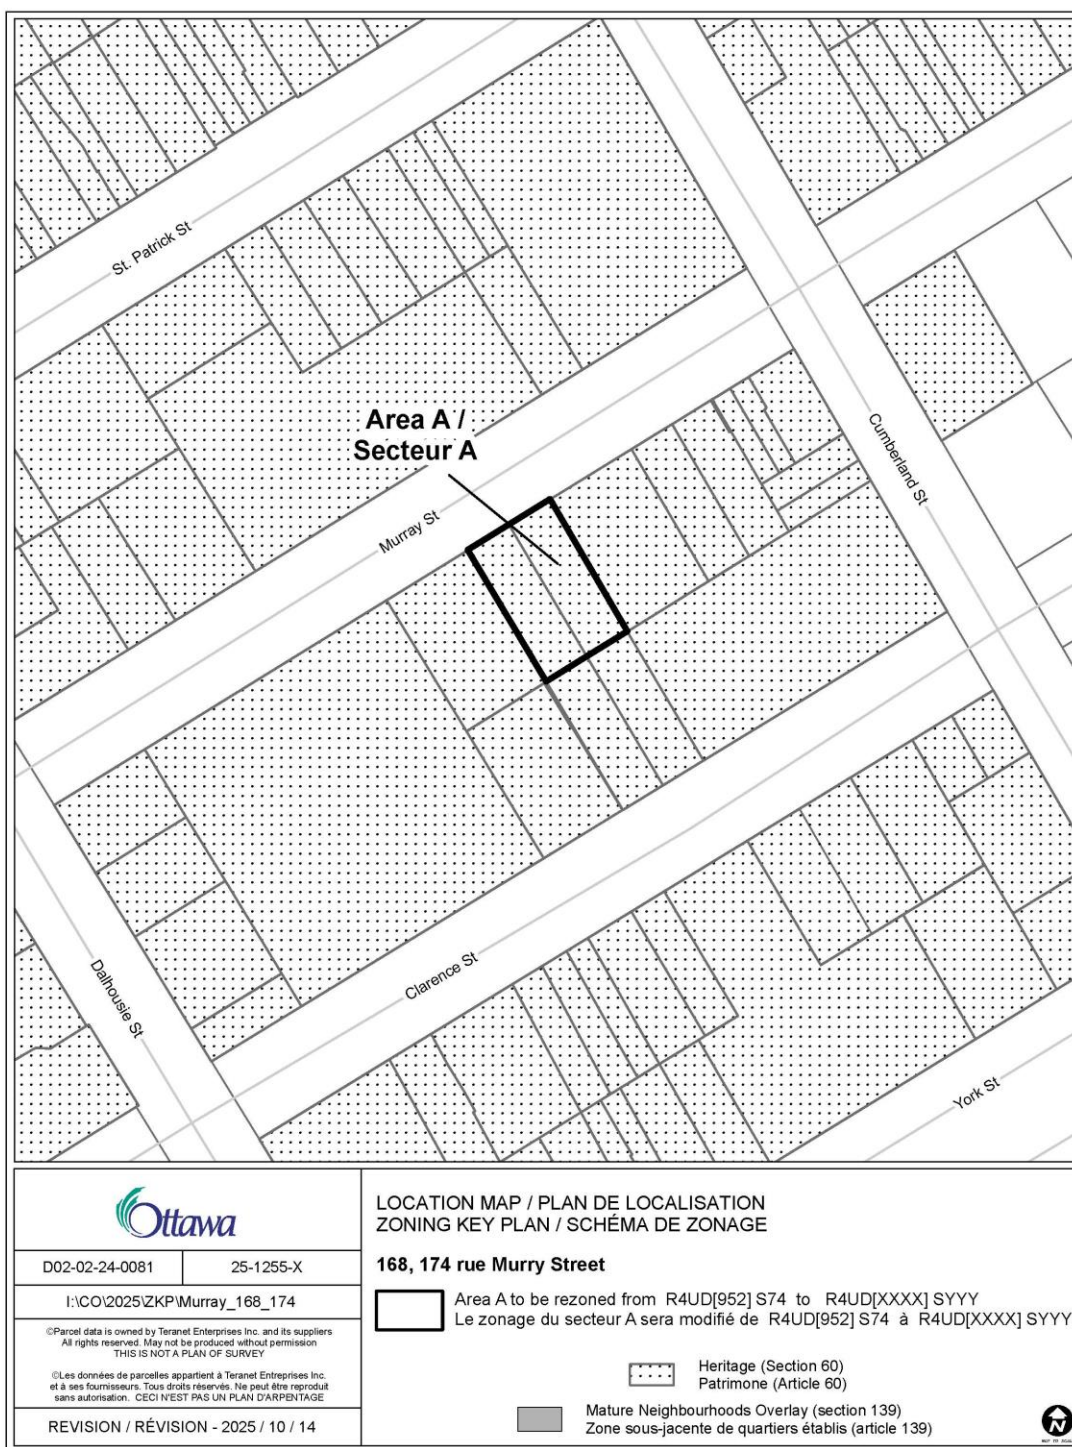 St. Patrick St
Area A /
Secteur A
Murray St
Cumberland St
Dalhousie St
Clarence St
York St
Ottawa
D02-02-24-0081
25-1255-X
I:\CO\2025\ZKP\Murray_168_174
©Parcel data is owned by Teranet Enterprises Inc. and its suppliers
All rights reserved. May not be produced without permission
THIS IS NOT A PLAN OF SURVEY
©Les données de parcelles appartient à Teranet Enterprises Inc.
et à ses fournisseurs. Tous droits réservés. Ne peut être reproduit
sans autorisation. CECI N'EST PAS UN PLAN D'ARPENTAGE
REVISION / RÉVISION - 2025 / 10 / 14
LOCATION MAP / PLAN DE LOCALISATION
ZONING KEY PLAN / SCHÉMA DE ZONAGE
168, 174 rue Murry Street
Area A to be rezoned from R4UD[952] S74 to R4UD[XXXX] SYYY
Le zonage du secteur A sera modifié de R4UD[952] S74 à R4UD[XXXX] SYYY
Heritage (Section 60)
Patrimone (Article 60)
Mature Neighbourhoods Overlay (section 139)
Zone sous-jacente de quartiers établis (article 139)
N